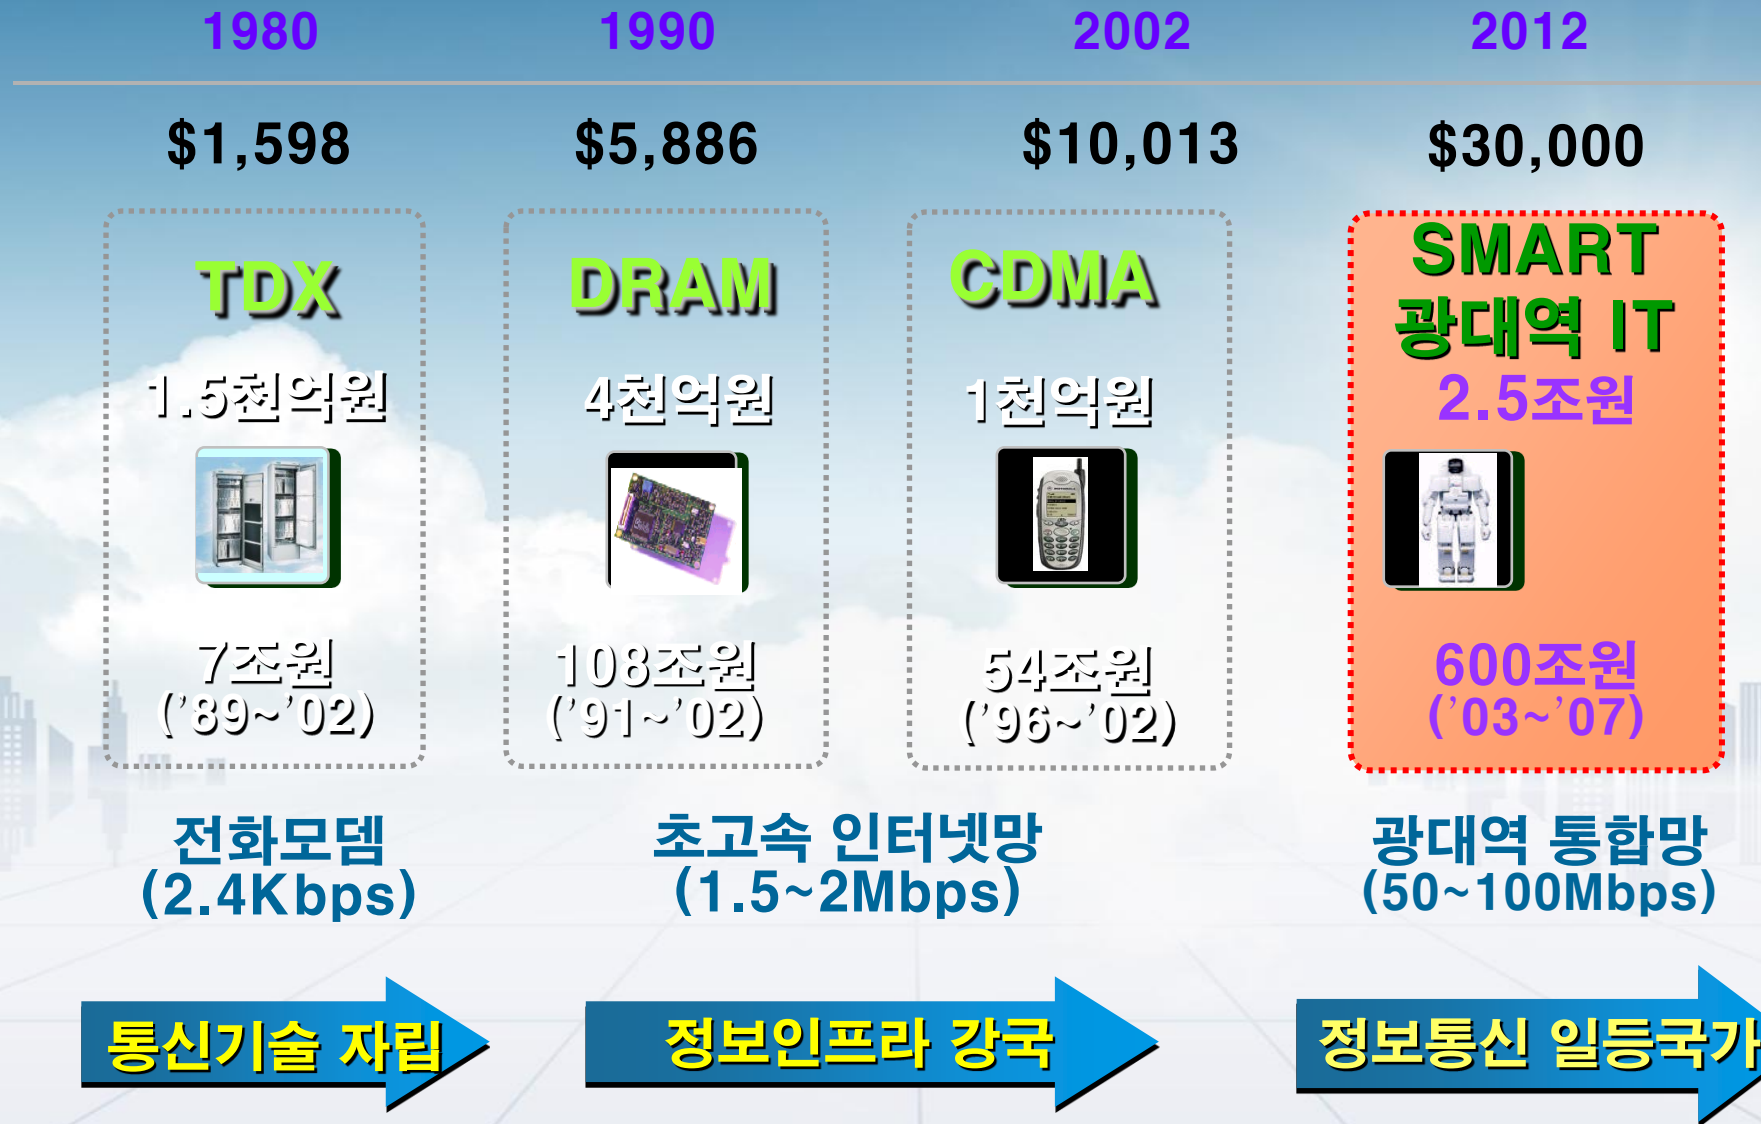 1980
1990
2002
2012
$1,598
$5,886
$10,013
$30,000
TDX
1.5천억원
7조원
('89~'02)
DRAM
4천억원
108조원
('91~'02)
CDMA
1천억원
54조원
('96~'02)
SMART
광대역 IT
2.5조원
600조원
('03~'07)
전화모뎀
(2.4Kbps)
초고속 인터넷망
(1.5~2Mbps)
광대역 통합망
(50~100Mbps)
통신기술 자립
정보인프라 강국
정보통신 일등국가